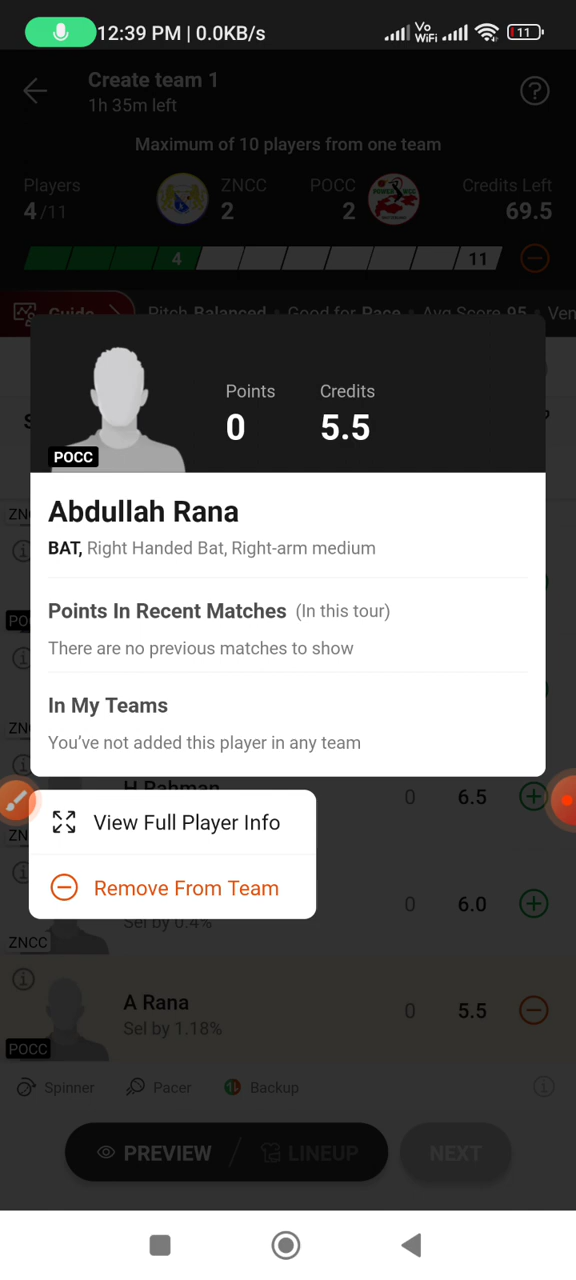 12:39 PM | 0.0KB/s
Vo
WiFi
11
Create team 1
1h 35m left
Maximum of 10 players from one team
Players
4/11
ZNCC
2
POCC
2
Credits Left
69.5
4
11
Guide
Pitch Balanced
Good for Pace
Avg Score 95
Ven
Points
0
Credits
5.5
POCC
Abdullah Rana
BAT, Right Handed Bat, Right-arm medium
Points In Recent Matches (In this tour)
There are no previous matches to show
In My Teams
You've not added this player in any team
H Rahman
0
6.5
View Full Player Info
Remove From Team
Sel by 0.4%
0
6.0
ZNCC
A Rana
Sel by 1.18%
0
5.5
POCC
Spinner
Pacer
Backup
PREVIEW
LINEUP
NEXT